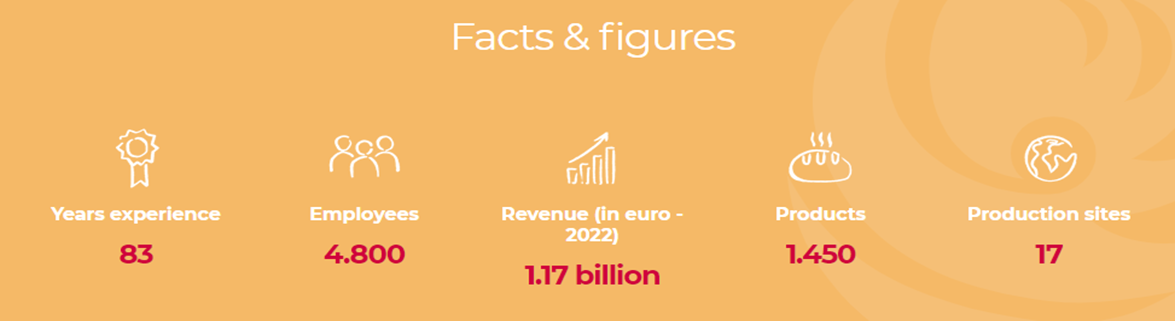 Facts & figures
Years experience
83
Employees
4.800
Revenue (in euro -
2022)
1.17 billion
Products
1.450
Production sites
17